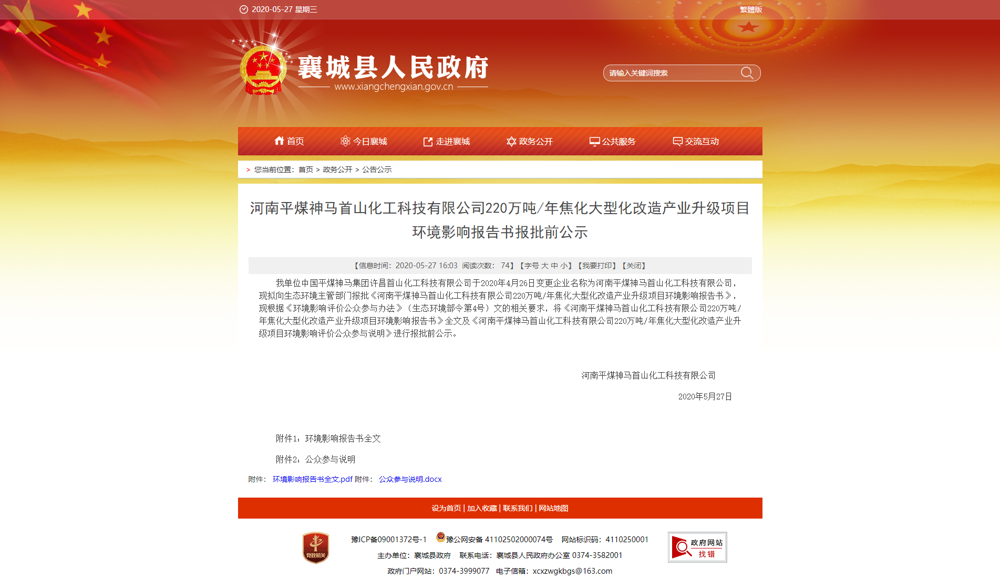 2020-05-27 星期三
繁體版
襄城县人民政府
www.xiangchengxian.gov.cn
请输入关键词搜索
首页 今日襄城 走进襄城 政务公开 公共服务 交流互动
> 您当前位置：首页 > 政务公开 > 公告公示
河南平煤神马首山化工科技有限公司220万吨/年焦化大型化改造产业升级项目
环境影响报告书报批前公示
【信息时间：2020-05-27 16:03 阅读次数： 74】【字号 大 中 小】【我要打印】【关闭】
我单位中国平煤神马集团许昌首山化工科技有限公司于2020年4月26日变更企业名称为河南平煤神马首山化工科技有限公司，
现拟向生态环境主管部门报批《河南平煤神马首山化工科技有限公司220万吨/年焦化大型化改造产业升级项目环境影响报告书》，
现根据《环境影响评价公众参与办法》（生态环境部令第4号）文的相关要求，将《河南平煤神马首山化工科技有限公司220万吨/
年焦化大型化改造产业升级项目环境影响报告书》全文及《河南平煤神马首山化工科技有限公司220万吨/年焦化大型化改造产业升
级项目环境影响评价公众参与说明》进行报批前公示。
河南平煤神马首山化工科技有限公司
2020年5月27日
附件1：环境影响报告书全文
附件2：公众参与说明
附件： 环境影响报告书全文.pdf 附件： 公众参与说明.docx
设为首页 | 加入收藏 | 联系我们 | 网站地图
党政机关
豫ICP备09001372号-1 豫公网安备 41102502000074号 网站标识码：4110250001
主办单位：襄城县政府 联系电话：襄城县人民政府办公室 0374-3582001
政府门户网站：0374-3999077 电子信箱：xcxzwgkbgs@163.com
政府网站
找错